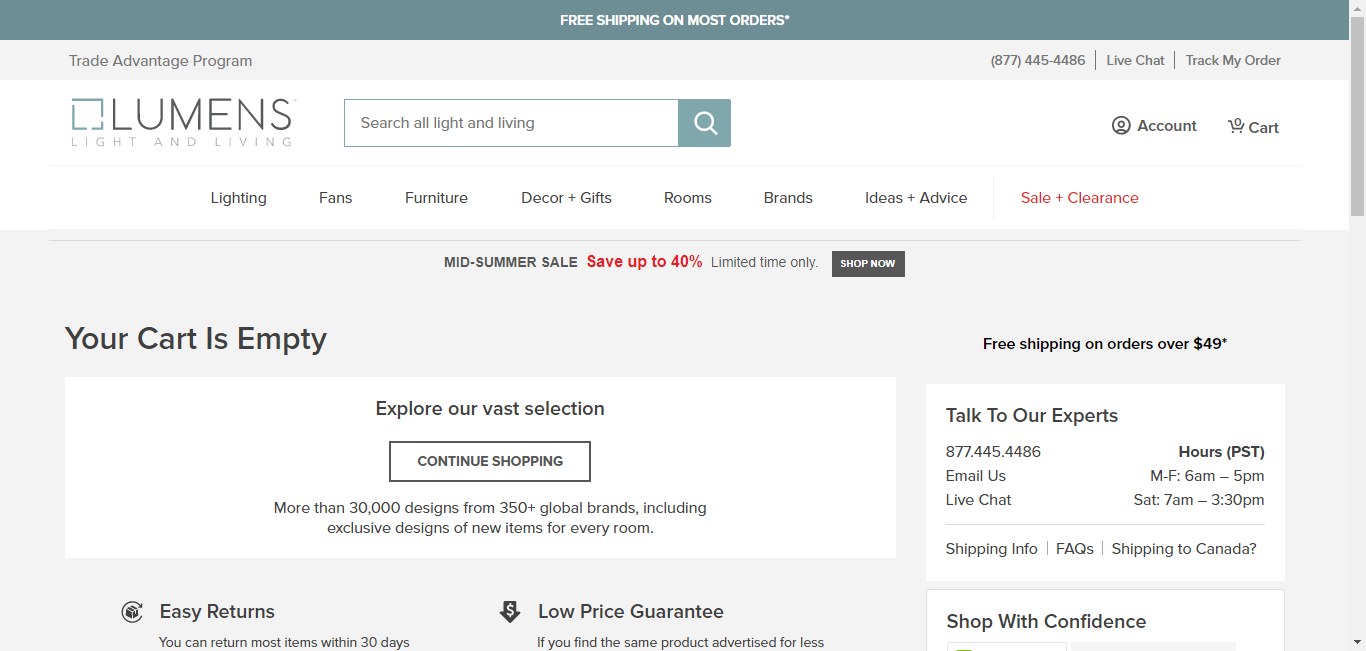 FREE SHIPPING ON MOST ORDERS*
Trade Advantage Program
(877) 445-4486
Live Chat
Track My Order
LUMENS
LIGHT AND LIVING
Search all light and living
Account
0
Cart
Lighting
Fans
Furniture
Decor + Gifts
Rooms
Brands
Ideas + Advice
Sale + Clearance
MID-SUMMER SALE Save up to 40% Limited time only. SHOP NOW
Your Cart Is Empty
Free shipping on orders over $49*
Explore our vast selection
CONTINUE SHOPPING
More than 30,000 designs from 350+ global brands, including
exclusive designs of new items for every room.
Talk To Our Experts
877.445.4486
Hours (PST)
Email Us
M-F: 6am – 5pm
Live Chat
Sat: 7am – 3:30pm
Shipping Info
FAQs
Shipping to Canada?
Easy Returns
You can return most items within 30 days
Low Price Guarantee
If you find the same product advertised for less
Shop With Confidence